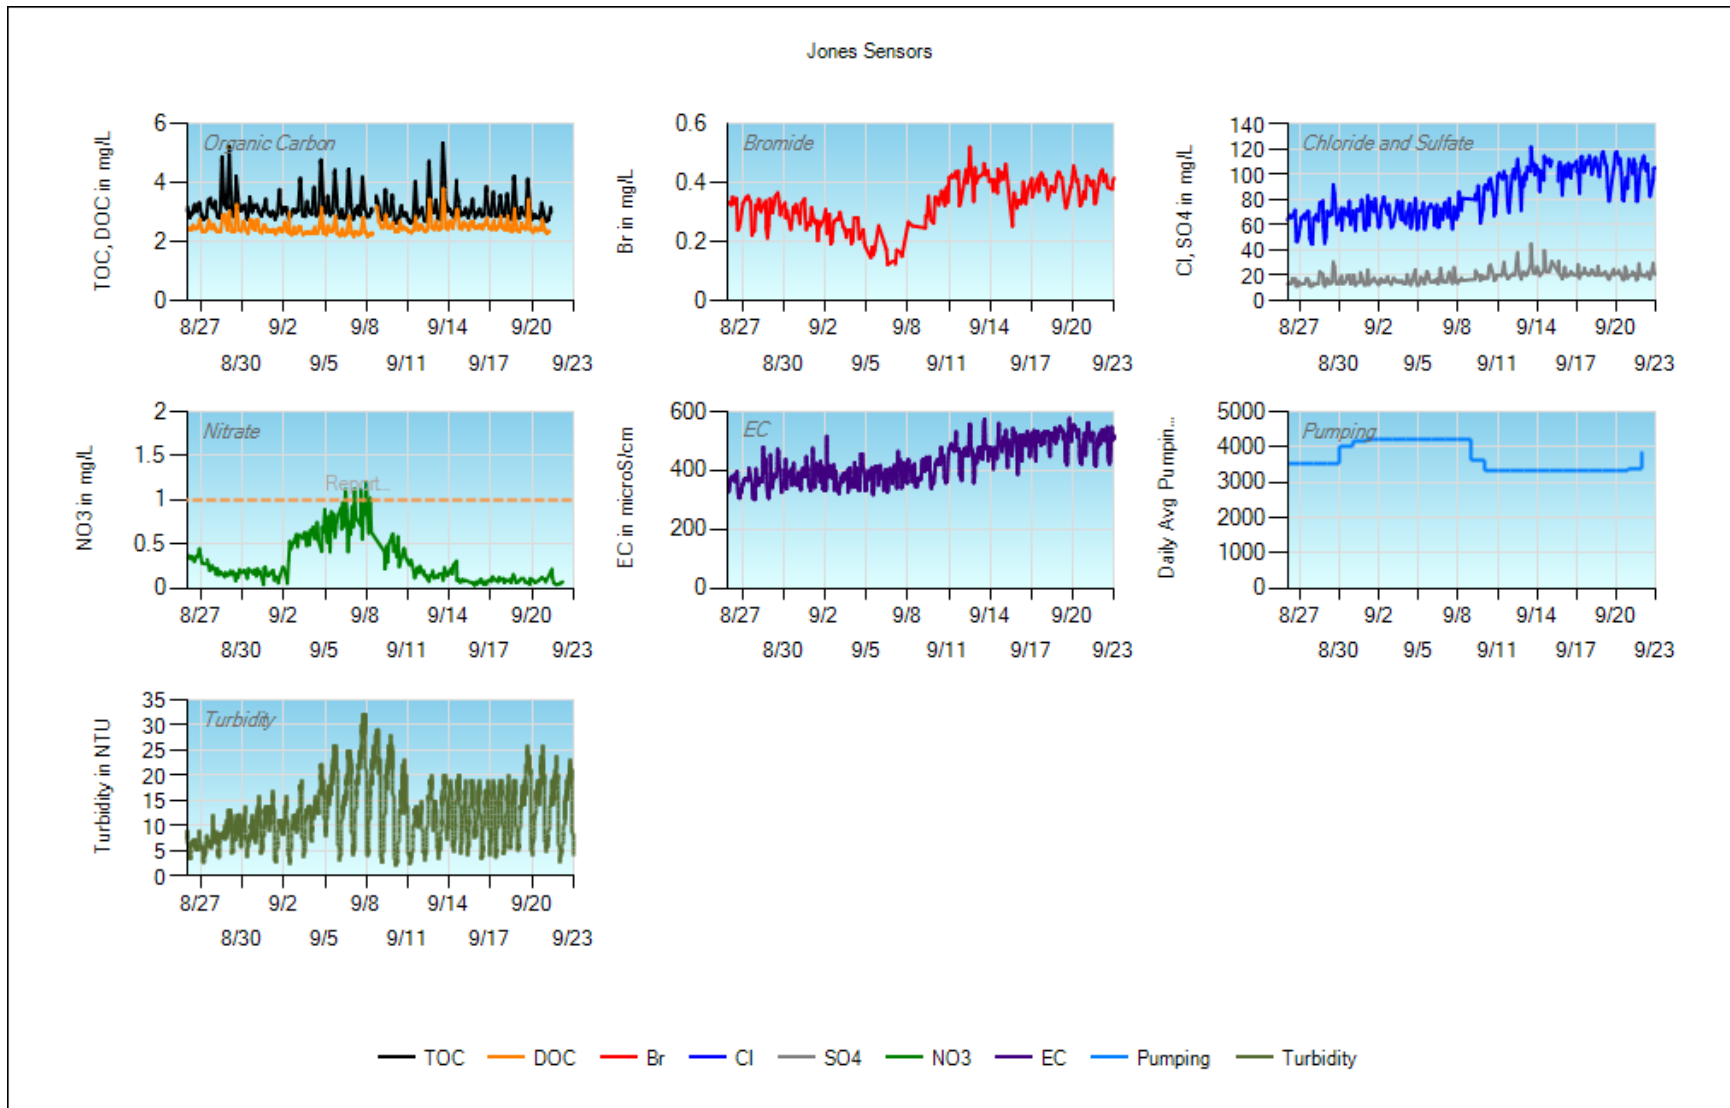 Jones Sensors
TOC, DOC in mg/L
Organic Carbon
6
4
2
0
8/27 9/2 9/8 9/14 9/20
8/30 9/5 9/11 9/17 9/23
Br in mg/L
Bromide
0.6
0.4
0.2
0
8/27 9/2 9/8 9/14 9/20
8/30 9/5 9/11 9/17 9/23
Cl, SO4 in mg/L
Chloride and Sulfate
140
120
100
80
60
40
20
0
8/27 9/2 9/8 9/14 9/20
8/30 9/5 9/11 9/17 9/23
NO3 in mg/L
Nitrate
Report...
2
1.5
1
0.5
0
8/27 9/2 9/8 9/14 9/20
8/30 9/5 9/11 9/17 9/23
EC in microS/cm
EC
600
400
200
0
8/27 9/2 9/8 9/14 9/20
8/30 9/5 9/11 9/17 9/23
Daily Avg Pumpin...
Pumping
5000
4000
3000
2000
1000
0
8/27 9/2 9/8 9/14 9/20
8/30 9/5 9/11 9/17 9/23
Turbidity in NTU
Turbidity
35
30
25
20
15
10
5
0
8/27 9/2 9/8 9/14 9/20
8/30 9/5 9/11 9/17 9/23
TOC DOC Br Cl SO4 NO3 EC Pumping Turbidity